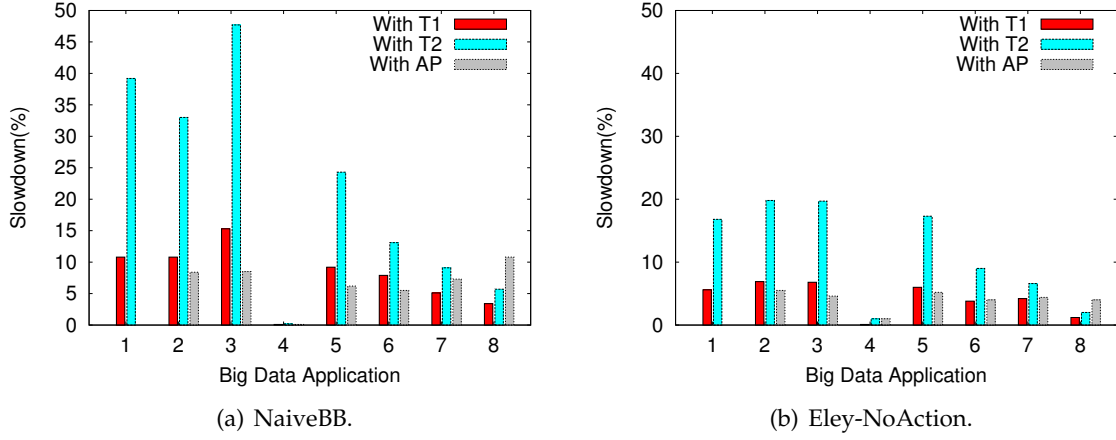 50
45
40
35
30
25
20
15
10
5
0
Slowdown(%)
With T1
With T2
With AP
1 2 3 4 5 6 7 8
Big Data Application
(a) NaiveBB.
50
40
30
20
10
0
Slowdown(%)
With T1
With T2
With AP
1 2 3 4 5 6 7 8
Big Data Application
(b) Eley-NoAction.